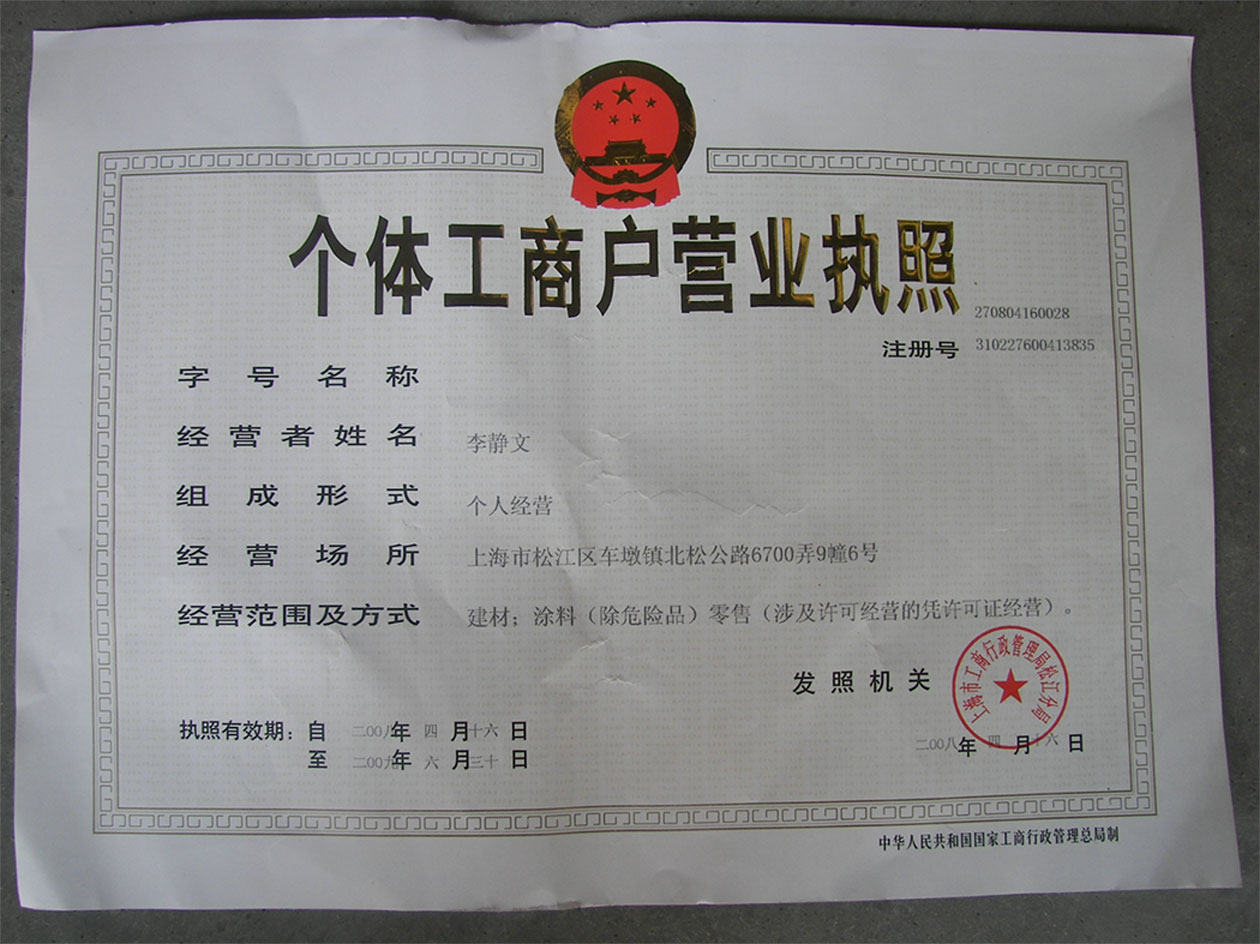 个体工商户营业执照
270804160028
注册号 310227600413835
字号名称
经营者姓名 李静文
组成形式 个人经营
经营场所 上海市松江区车墩镇北松公路6700弄9幢6号
经营范围及方式 建材；涂料（除危险品）零售（涉及许可经营的凭许可证经营）。
发照机关
上海市工商行政管理局松江分局
执照有效期：自 二00八年 四 月十六 日
至 二00九年 六 月三十 日
二00八年 四 月十六 日
中华人民共和国国家工商行政管理总局制